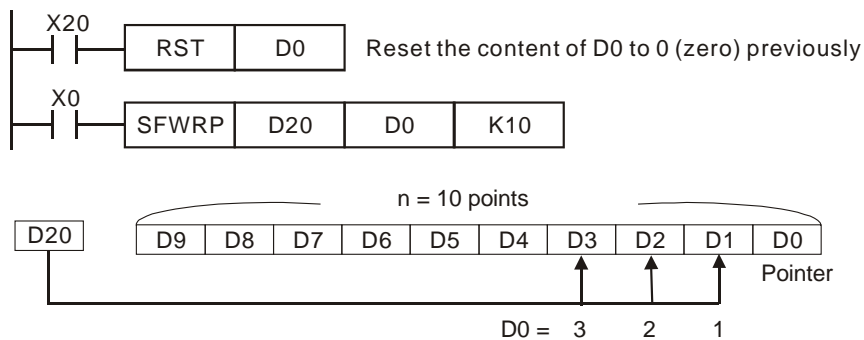 X20
RST D0 Reset the content of D0 to 0 (zero) previously
X0
SFWRP D20 D0 K10
n = 10 points
D20 D9 D8 D7 D6 D5 D4 D3 D2 D1 D0
Pointer
D0 = 3 2 1